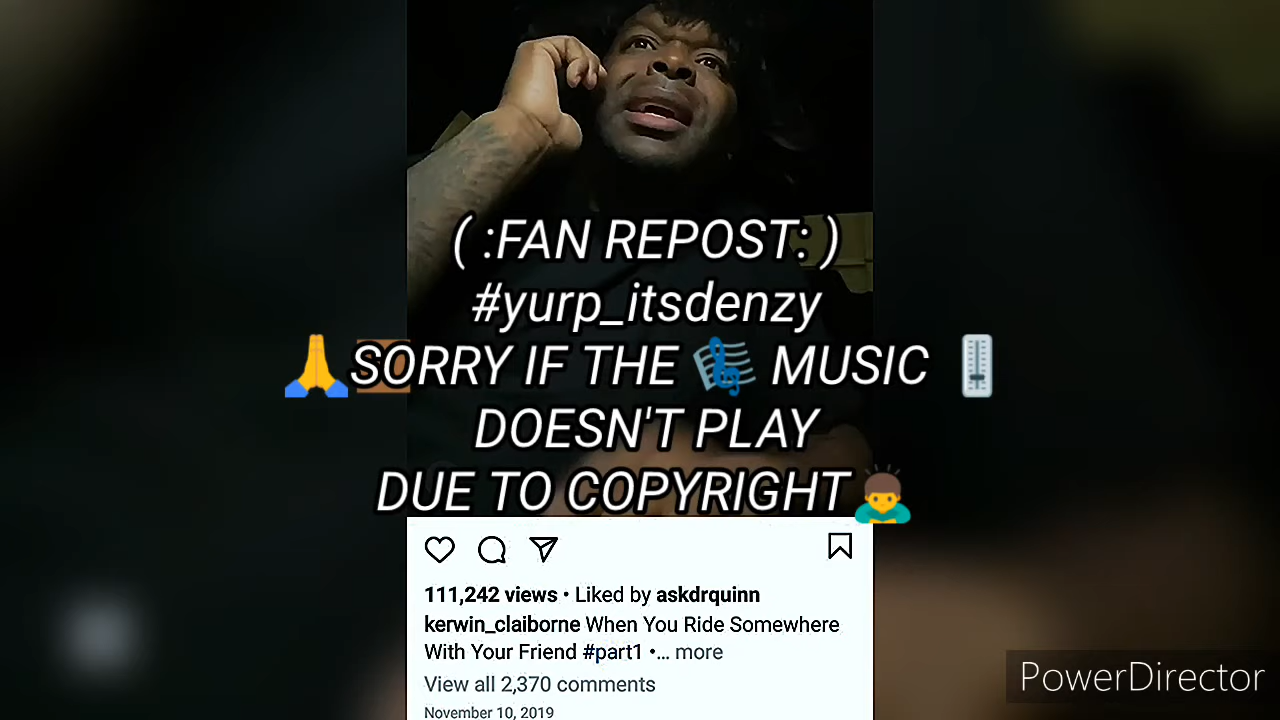 ( :FAN REPOST: )
#yurp_itsdenzy
🙏SORRY IF THE 🎼 MUSIC 🎚
DOESN'T PLAY
DUE TO COPYRIGHT🙇‍♂️
111,242 views • Liked by askdrquinn
kerwin_claiborne When You Ride Somewhere
With Your Friend #part1 •... more
View all 2,370 comments
November 10, 2019
PowerDirector